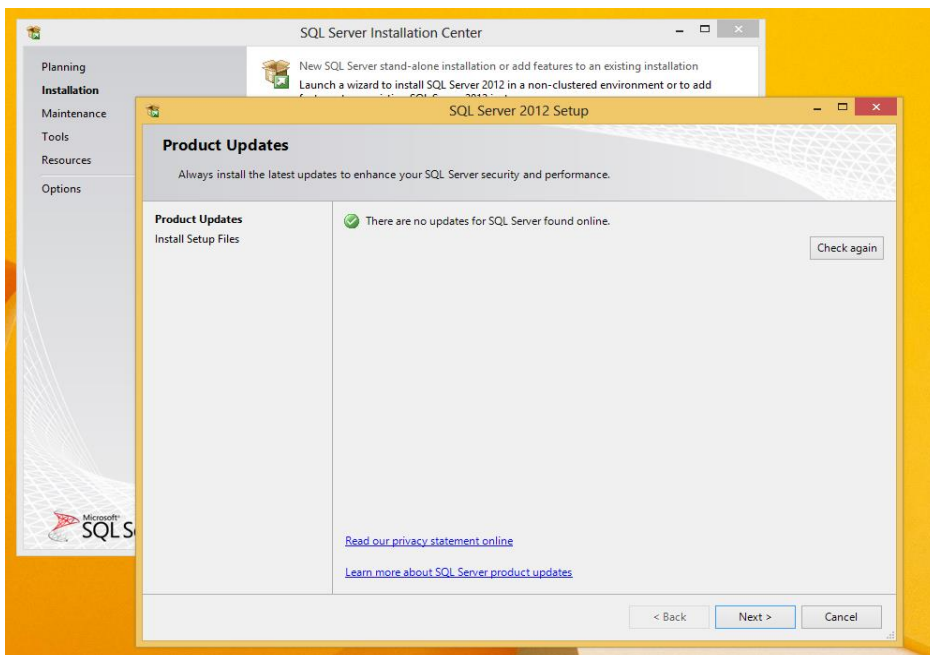 SQL Server Installation Center
Planning
Installation
Maintenance
Tools
Resources
Options
New SQL Server stand-alone installation or add features to an existing installation
Launch a wizard to install SQL Server 2012 in a non-clustered environment or to add
Microsoft®
SQL S
SQL Server 2012 Setup
Product Updates
Always install the latest updates to enhance your SQL Server security and performance.
Product Updates
Install Setup Files
There are no updates for SQL Server found online.
Check again
Read our privacy statement online
Learn more about SQL Server product updates
< Back Next > Cancel